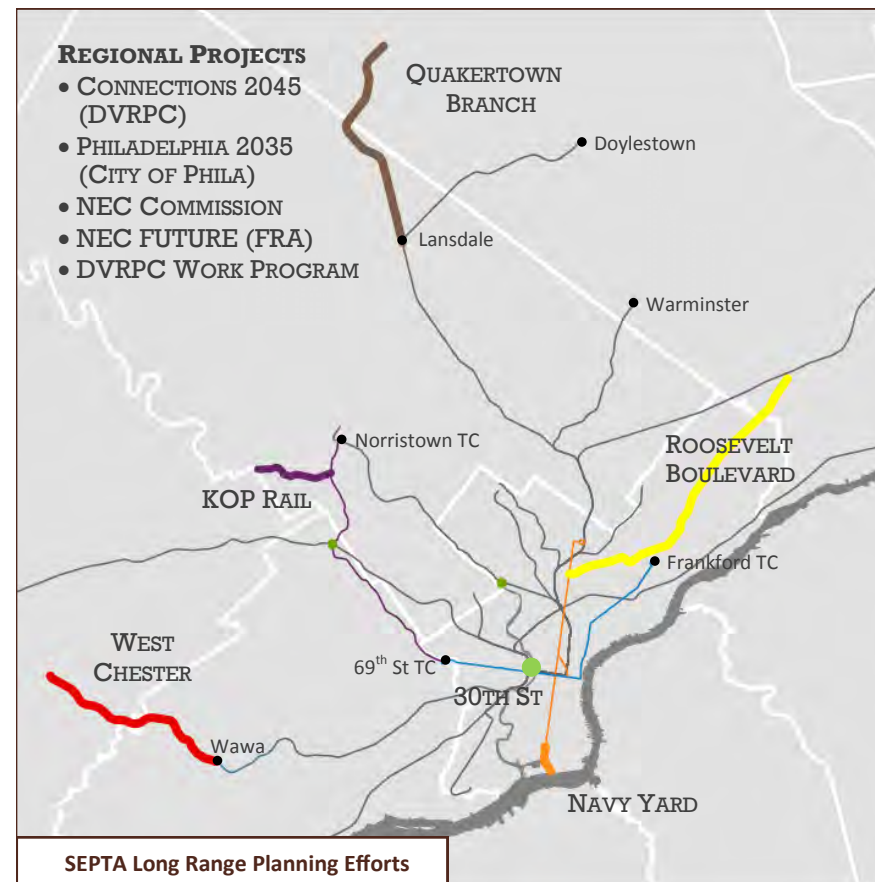 REGIONAL PROJECTS
• CONNECTIONS 2045
(DVRPC)
• PHILADELPHIA 2035
(CITY OF PHILA)
• NEC COMMISSION
• NEC FUTURE (FRA)
• DVRPC WORK PROGRAM
QUAKERTOWN
BRANCH
Doylestown
Lansdale
Warminster
Norristown TC
ROOSEVELT
BOULEVARD
KOP RAIL
Frankford TC
WEST
CHESTER
69th St TC
30TH ST
Wawa
NAVY YARD
SEPTA Long Range Planning Efforts